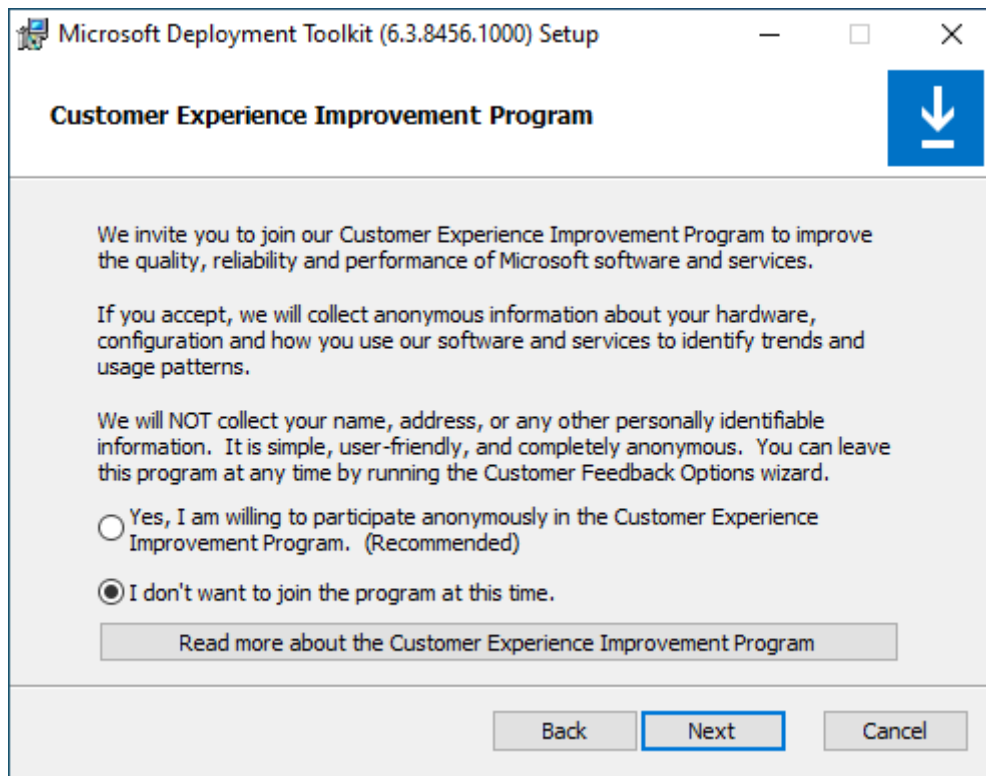 Microsoft Deployment Toolkit (6.3.8456.1000) Setup
Customer Experience Improvement Program
We invite you to join our Customer Experience Improvement Program to improve
the quality, reliability and performance of Microsoft software and services.
If you accept, we will collect anonymous information about your hardware,
configuration and how you use our software and services to identify trends and
usage patterns.
We will NOT collect your name, address, or any other personally identifiable
information.  It is simple, user-friendly, and completely anonymous.  You can leave
this program at any time by running the Customer Feedback Options wizard.
Yes, I am willing to participate anonymously in the Customer Experience
Improvement Program.  (Recommended)
I don't want to join the program at this time.
Read more about the Customer Experience Improvement Program
Back Next Cancel